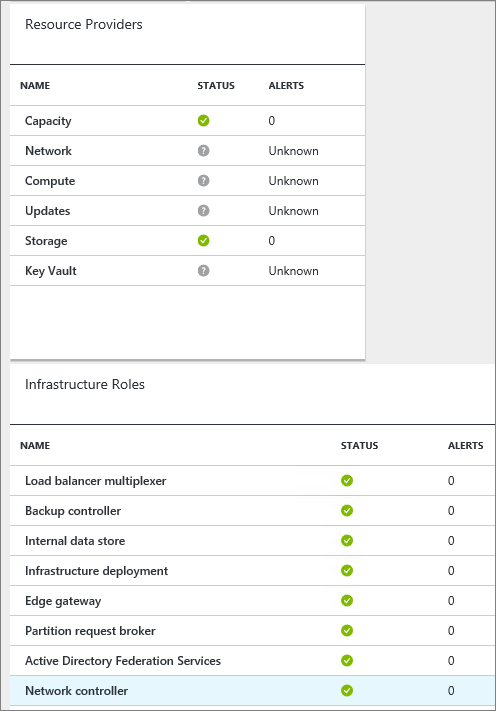 Resource Providers
NAME STATUS ALERTS
Capacity 0
Network ? Unknown
Compute ? Unknown
Updates ? Unknown
Storage 0
Key Vault ? Unknown
Infrastructure Roles
NAME STATUS ALERTS
Load balancer multiplexer 0
Backup controller 0
Internal data store 0
Infrastructure deployment 0
Edge gateway 0
Partition request broker 0
Active Directory Federation Services 0
Network controller 0